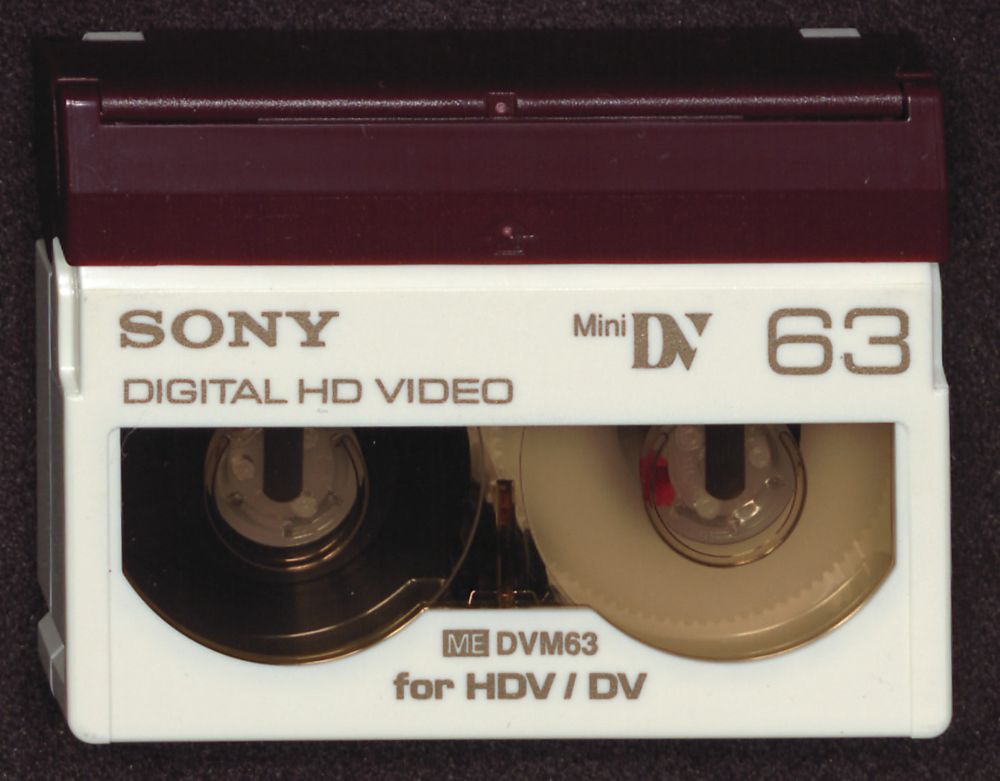 SONY
Mini DV 63
DIGITAL HD VIDEO
ME DVM63
for HDV / DV